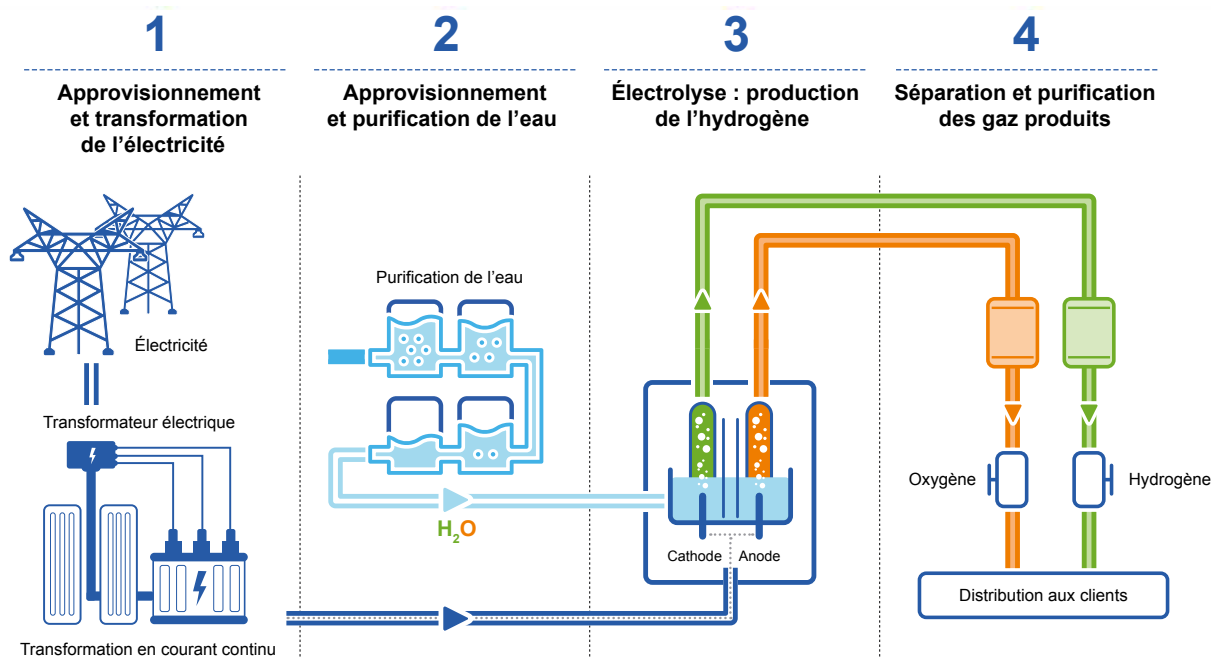 1
Approvisionnement
et transformation
de l’électricité
Électricité
Transformateur électrique
Transformation en courant continu
2
Approvisionnement
et purification de l’eau
Purification de l’eau
H₂O
3
Électrolyse : production
de l’hydrogène
Cathode
Anode
4
Séparation et purification
des gaz produits
Oxygène
Hydrogène
Distribution aux clients